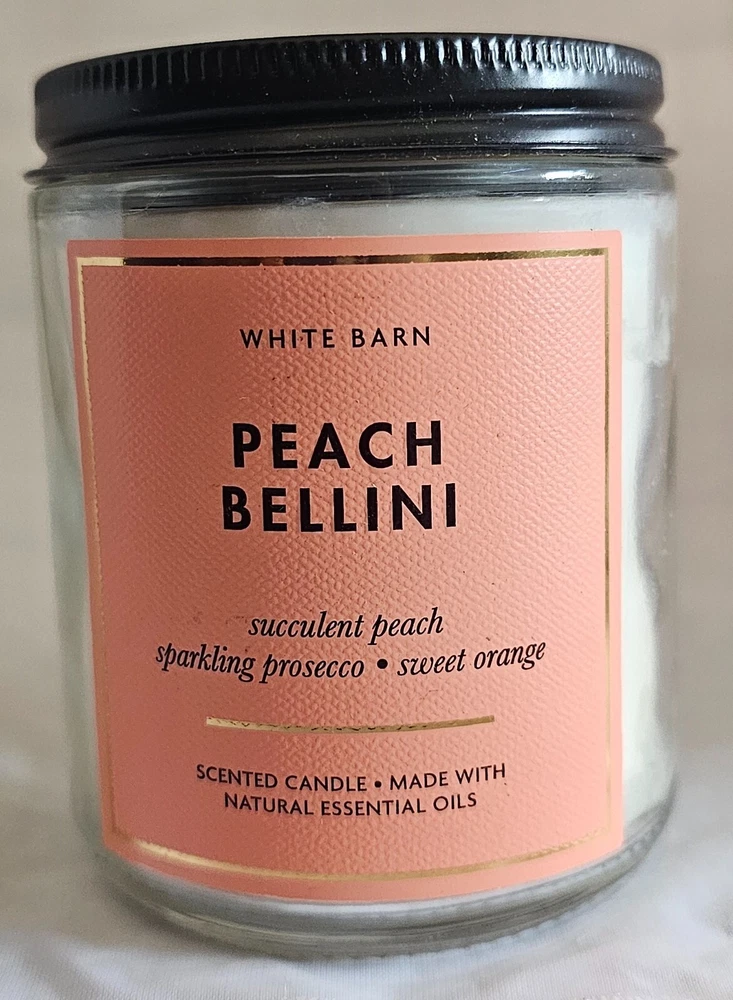 WHITE BARN
PEACH
BELLINI
succulent peach
sparkling prosecco • sweet orange
SCENTED CANDLE • MADE WITH
NATURAL ESSENTIAL OILS